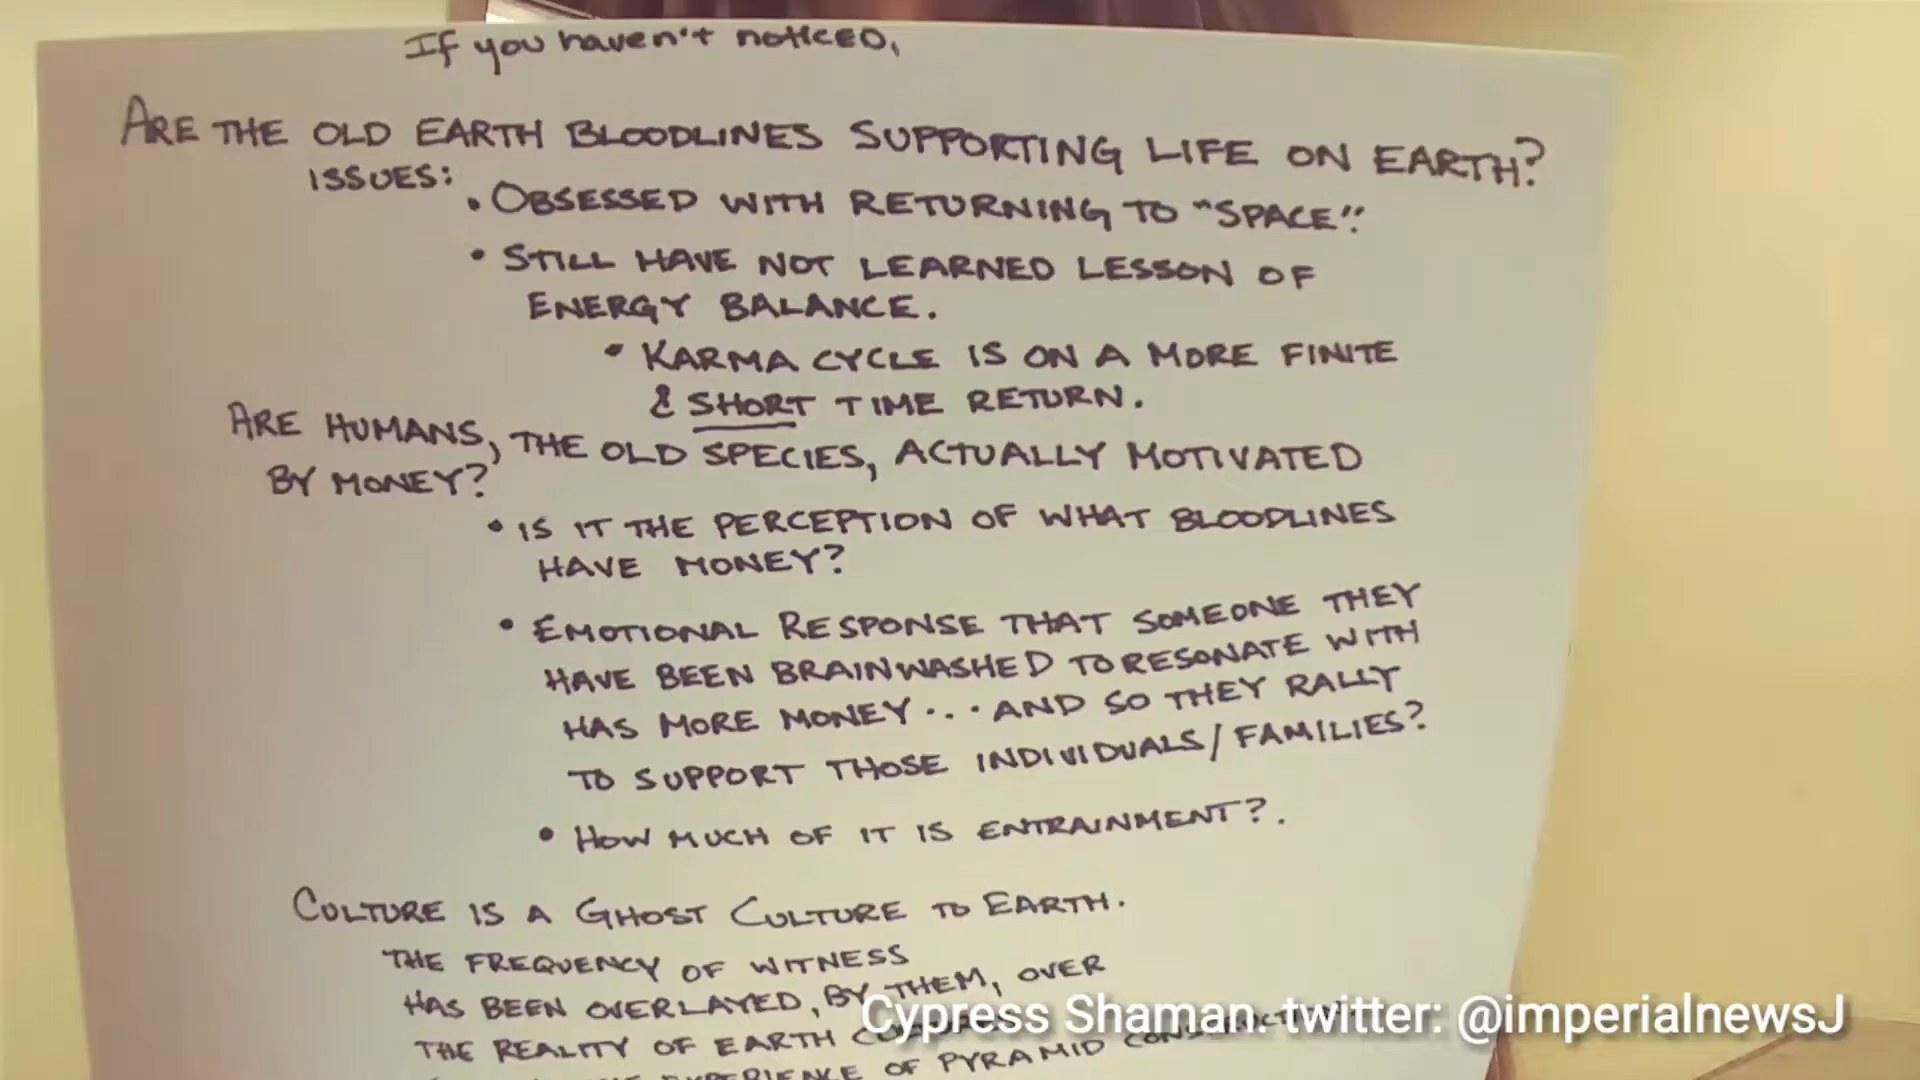 If you haven't noticed,
ARE THE OLD EARTH BLOODLINES SUPPORTING LIFE ON EARTH?
ISSUES:
• OBSESSED WITH RETURNING TO "SPACE".
• STILL HAVE NOT LEARNED LESSON OF
ENERGY BALANCE.
• KARMA CYCLE IS ON A MORE FINITE
& SHORT TIME RETURN.
ARE HUMANS, THE OLD SPECIES, ACTUALLY MOTIVATED
BY MONEY?
• IS IT THE PERCEPTION OF WHAT BLOODLINES
HAVE MONEY?
• EMOTIONAL RESPONSE THAT SOMEONE THEY
HAVE BEEN BRAINWASHED TO RESONATE WITH
HAS MORE MONEY... AND SO THEY RALLY
TO SUPPORT THOSE INDIVIDUALS/FAMILIES?
• HOW MUCH OF IT IS ENTRAINMENT?.
CULTURE IS A GHOST CULTURE TO EARTH.
THE FREQUENCY OF WITNESS
HAS BEEN OVERLAYED, BY THEM, OVER
THE REALITY OF EARTH
EXPERIENCE OF PYRAMID
Cypress Shaman. twitter: @imperialnewsJ